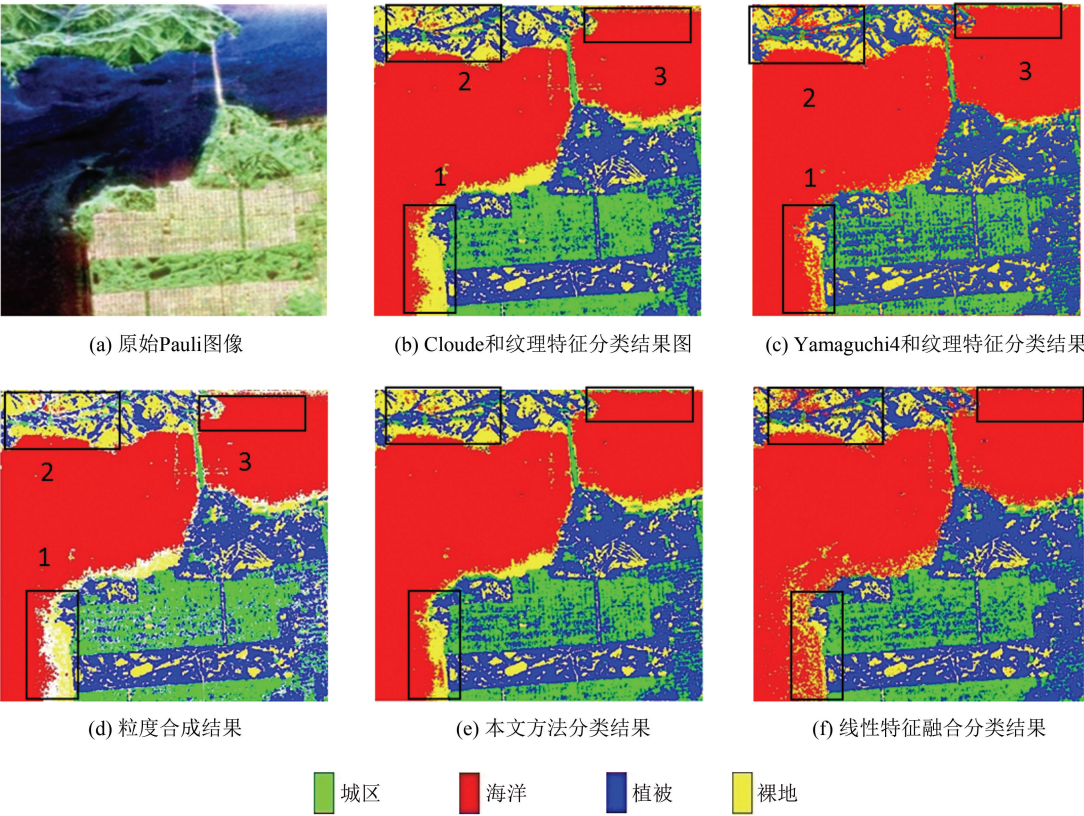 2
3
1
2
3
1
(a) 原始Pauli图像
(b) Cloude和纹理特征分类结果图
(c) Yamaguchi4和纹理特征分类结果
2
3
1
(d) 粒度合成结果
(e) 本文方法分类结果
(f) 线性特征融合分类结果
城区
海洋
植被
裸地